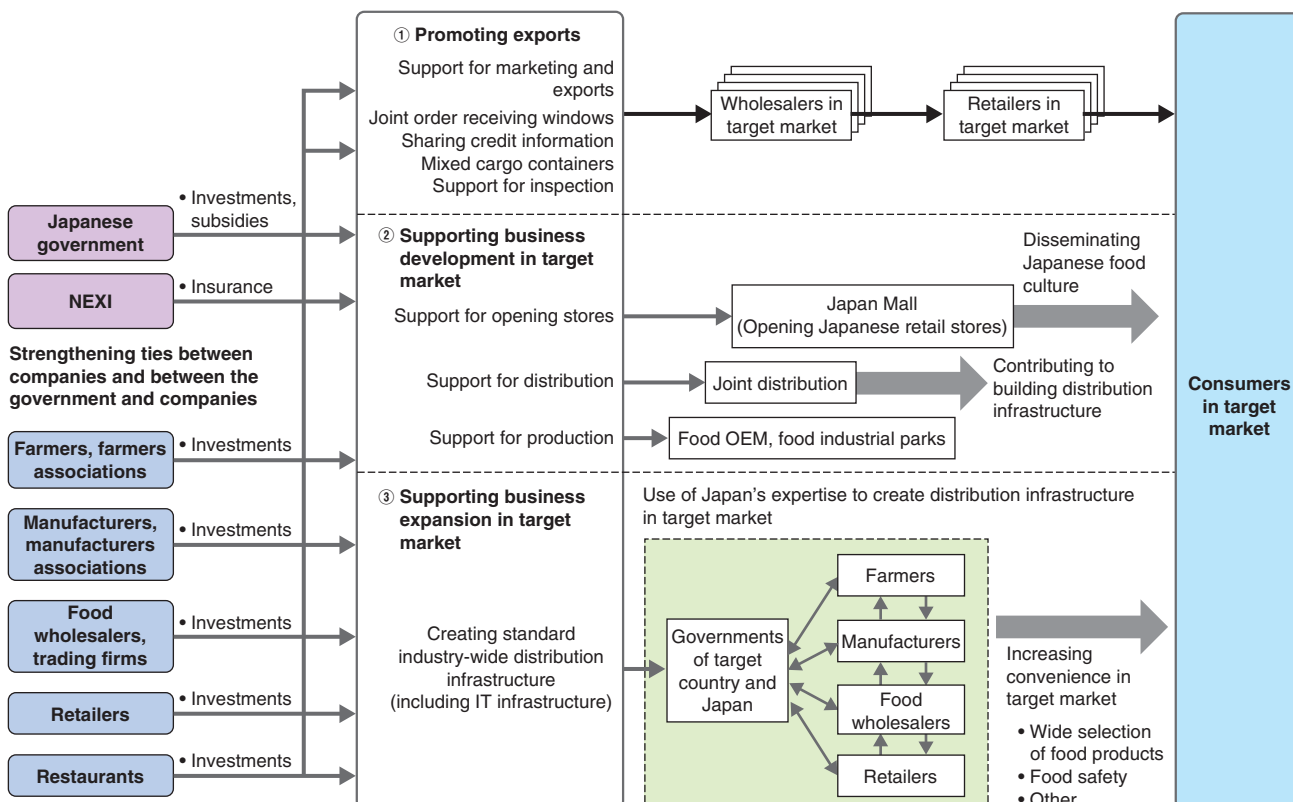 ① Promoting exports
Support for marketing and
exports
Joint order receiving windows
Sharing credit information
Mixed cargo containers
Support for inspection
Wholesalers in
target market
Retailers in
target market
Japanese
government
• Investments,
subsidies
NEXI
• Insurance
Strengthening ties between
companies and between the
government and companies
Farmers, farmers
associations
• Investments
Manufacturers,
manufacturers
associations
• Investments
Food
wholesalers,
trading firms
• Investments
Retailers
• Investments
Restaurants
• Investments
② Supporting business
development in target
market
Support for opening stores
Japan Mall
(Opening Japanese retail stores)
Disseminating
Japanese food
culture
Support for distribution
Joint distribution
Contributing to
building distribution
infrastructure
Support for production
Food OEM, food industrial parks
③ Supporting business
expansion in target
market
Creating standard
industry-wide distribution
infrastructure
(including IT infrastructure)
Use of Japan's expertise to create distribution infrastructure
in target market
Governments
of target
country and
Japan
Farmers
Manufacturers
Food
wholesalers
Retailers
Increasing
convenience in
target market
• Wide selection
of food products
• Food safety
• Other
Consumers
in target
market